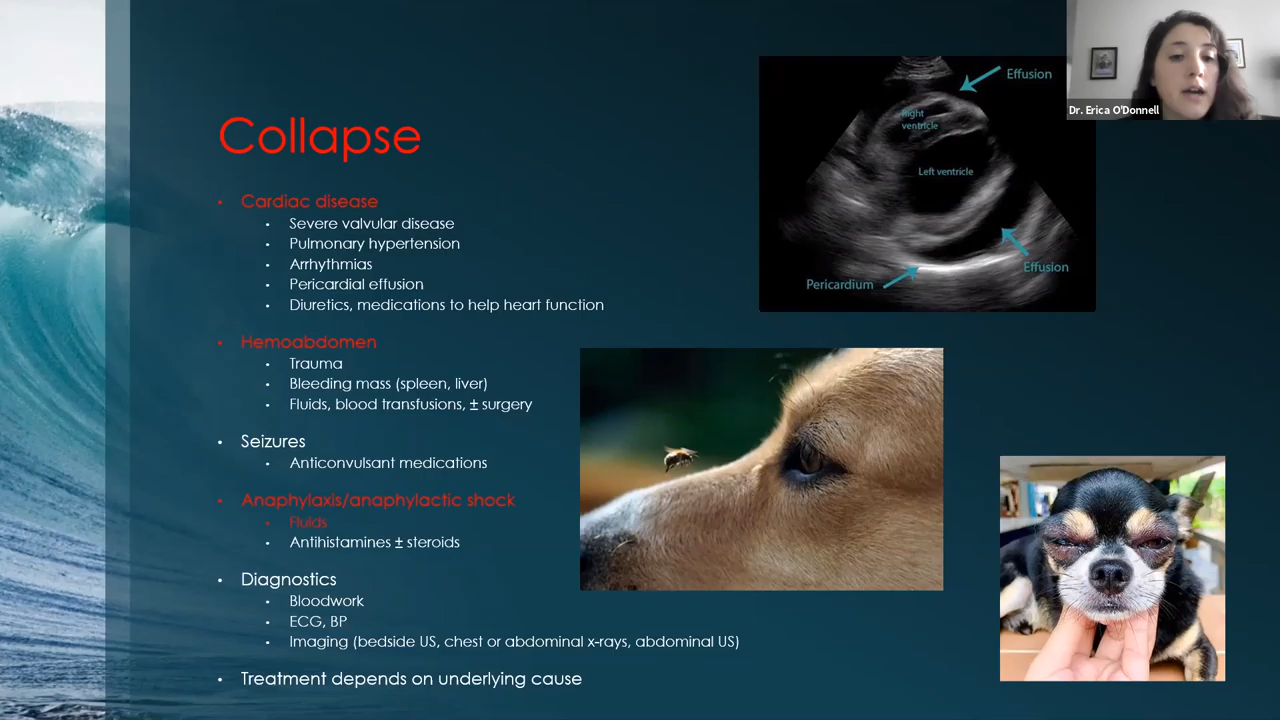 Collapse
Cardiac disease
Severe valvular disease
Pulmonary hypertension
Arrhythmias
Pericardial effusion
Diuretics, medications to help heart function
Hemoabdomen
Trauma
Bleeding mass (spleen, liver)
Fluids, blood transfusions, ± surgery
Seizures
Anticonvulsant medications
Anaphylaxis/anaphylactic shock
Fluids
Antihistamines ± steroids
Diagnostics
Bloodwork
ECG, BP
Imaging (bedside US, chest or abdominal x-rays, abdominal US)
Treatment depends on underlying cause
Effusion
Right
ventricle
Left ventricle
Effusion
Pericardium
Dr. Erica O'Donnell